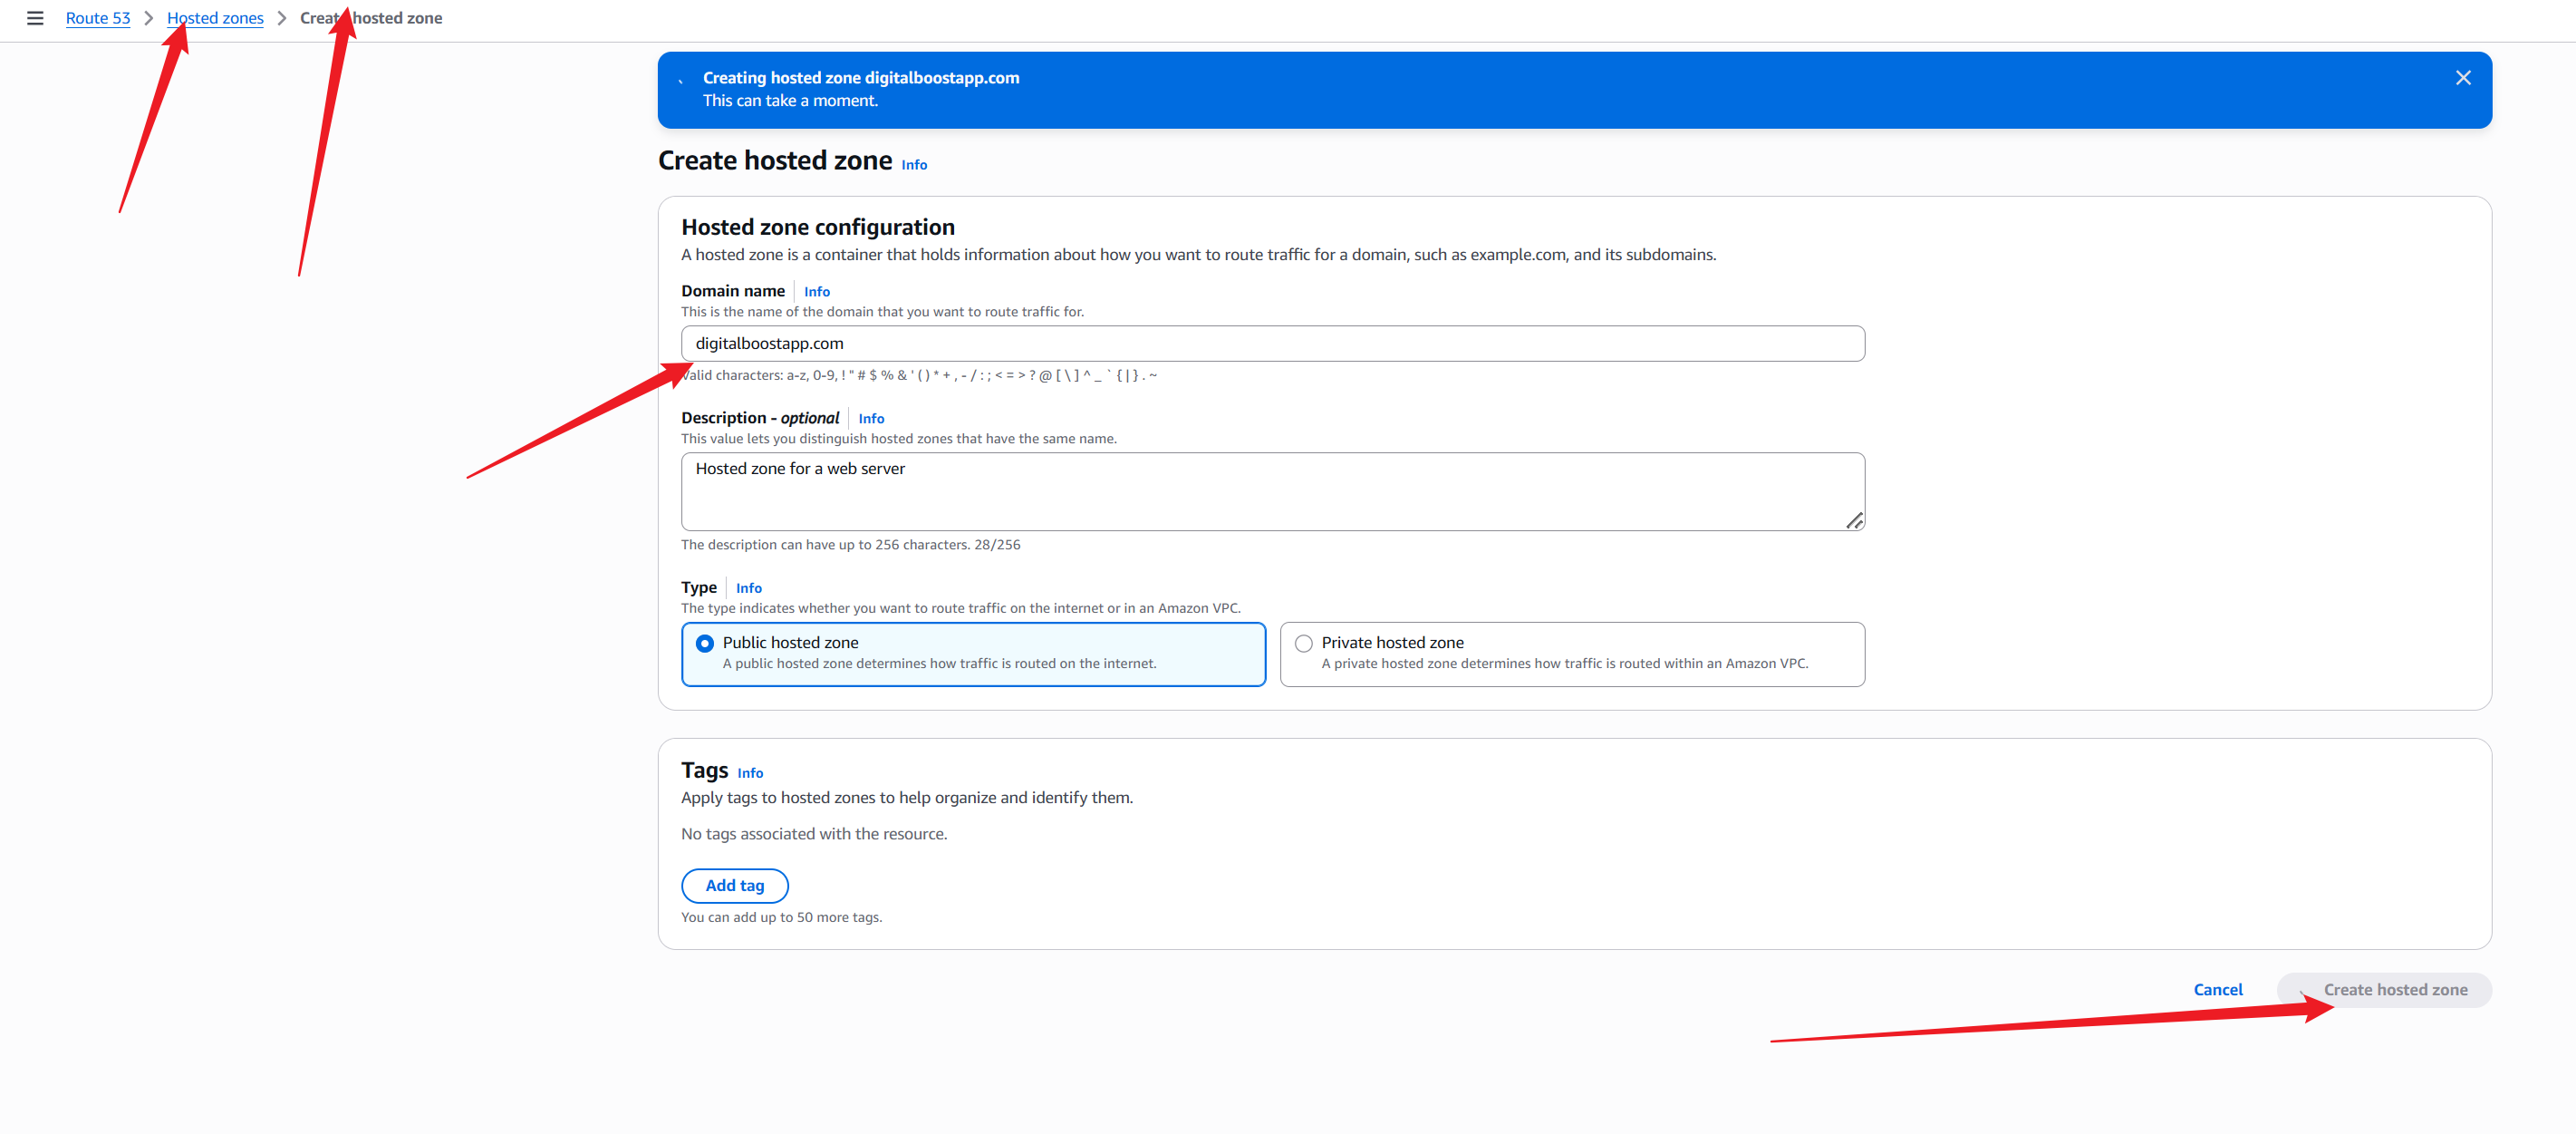 Route 53 > Hosted zones > Create hosted zone
Creating hosted zone digitalboostapp.com
This can take a moment.
Create hosted zone Info
Hosted zone configuration
A hosted zone is a container that holds information about how you want to route traffic for a domain, such as example.com, and its subdomains.
Domain name Info
This is the name of the domain that you want to route traffic for.
digitalboostapp.com
Valid characters: a-z, 0-9, ! " # $ % & ' ( ) * + , - / : ; < = > ? @ [ \ ] ^ _ ` { | } . ~
Description - optional Info
This value lets you distinguish hosted zones that have the same name.
Hosted zone for a web server
The description can have up to 256 characters. 28/256
Type Info
The type indicates whether you want to route traffic on the internet or in an Amazon VPC.
Public hosted zone
A public hosted zone determines how traffic is routed on the internet.
Private hosted zone
A private hosted zone determines how traffic is routed within an Amazon VPC.
Tags Info
Apply tags to hosted zones to help organize and identify them.
No tags associated with the resource.
Add tag
You can add up to 50 more tags.
Cancel Create hosted zone